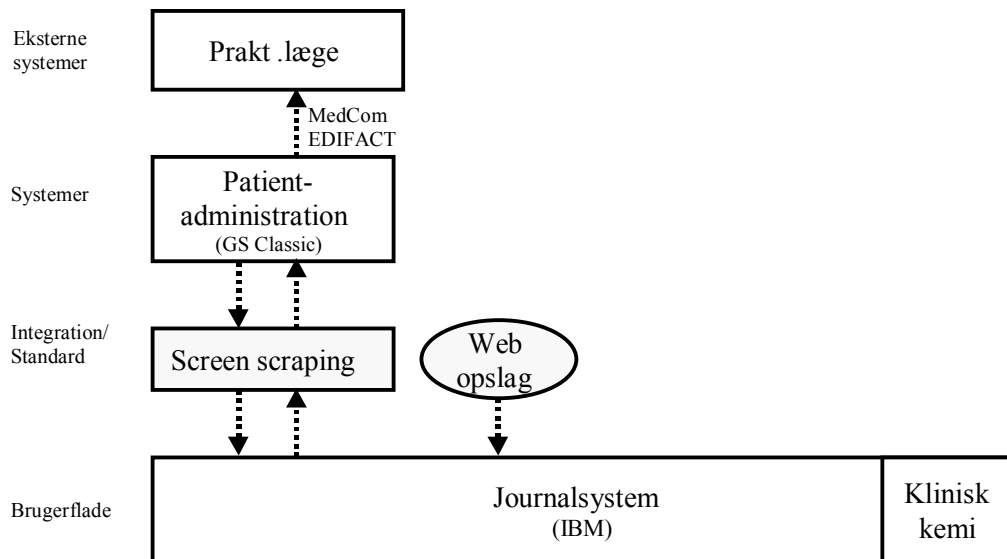 Eksterne
systemer
Prakt .læge
MedCom
EDIFACT
Systemer
Patient-
administration
(GS Classic)
Integration/
Standard
Screen scraping
Web
opslag
Brugerflade
Journalsystem
(IBM)
Klinisk
kemi